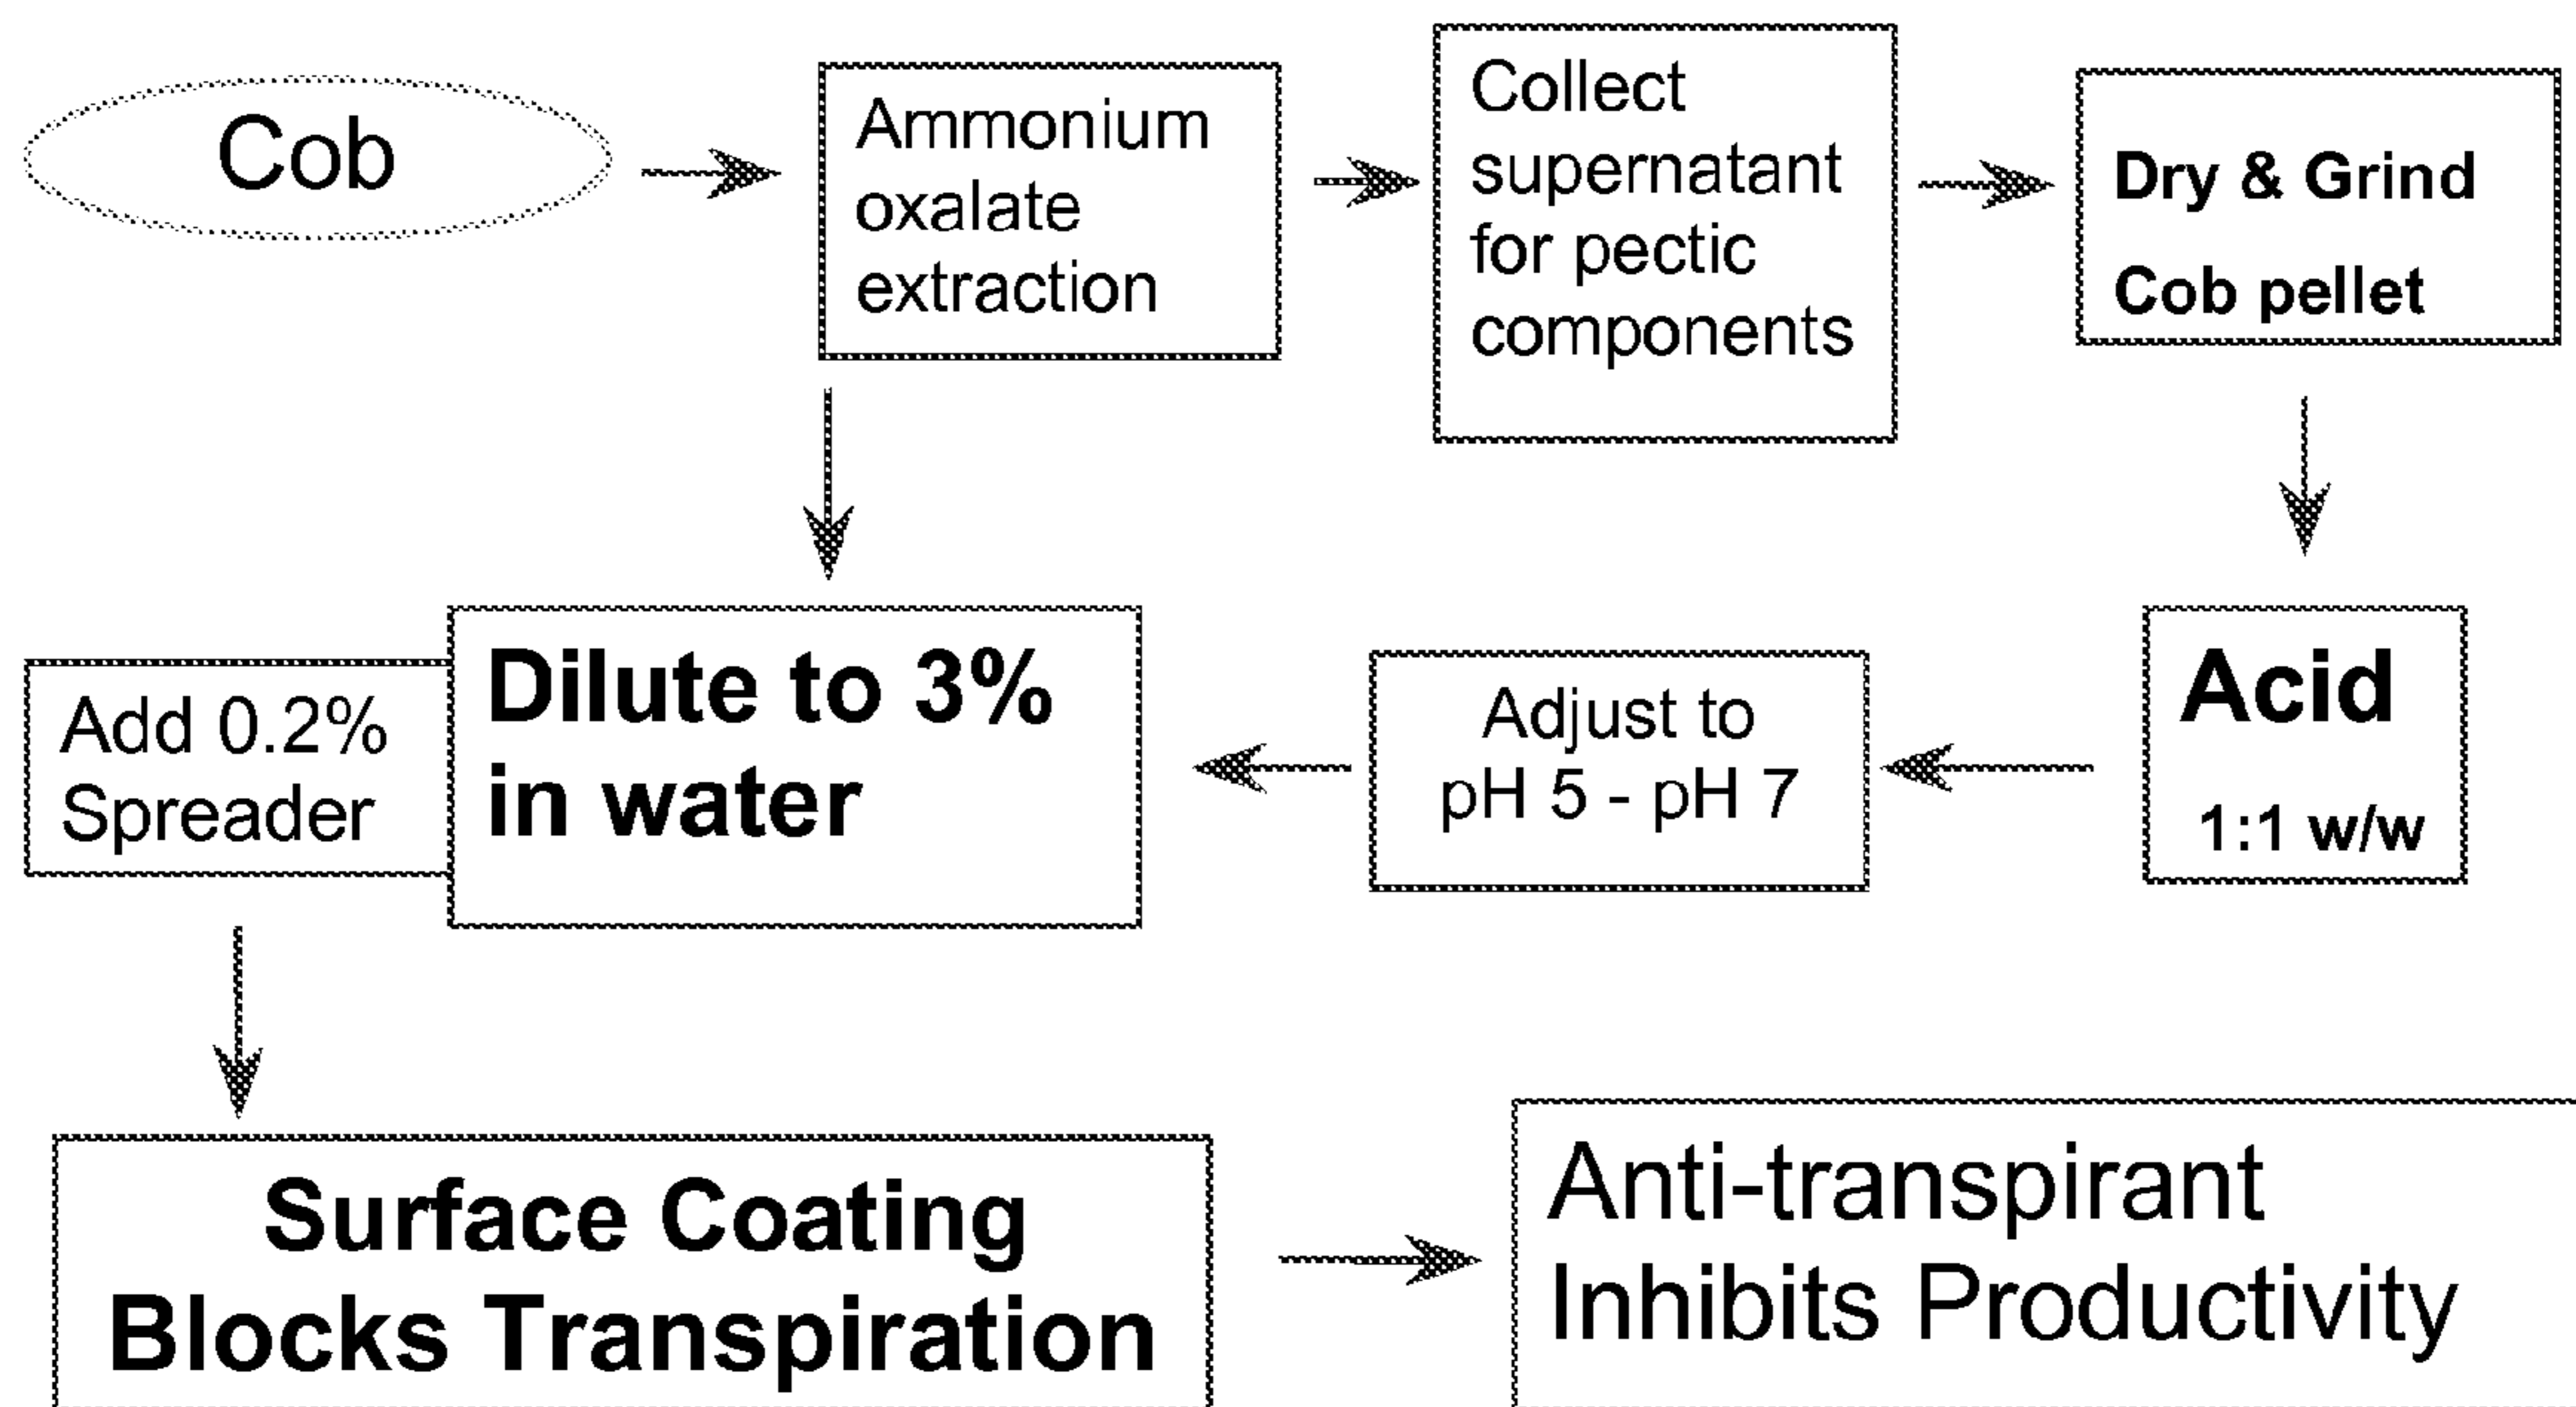 Cob
Ammonium
oxalate
extraction
Collect
supernatant
for pectic
components
Dry & Grind
Cob pellet
Acid
1:1 w/w
Adjust to
pH 5 - pH 7
Dilute to 3%
in water
Add 0.2%
Spreader
Surface Coating
Blocks Transpiration
Anti-transpirant
Inhibits Productivity